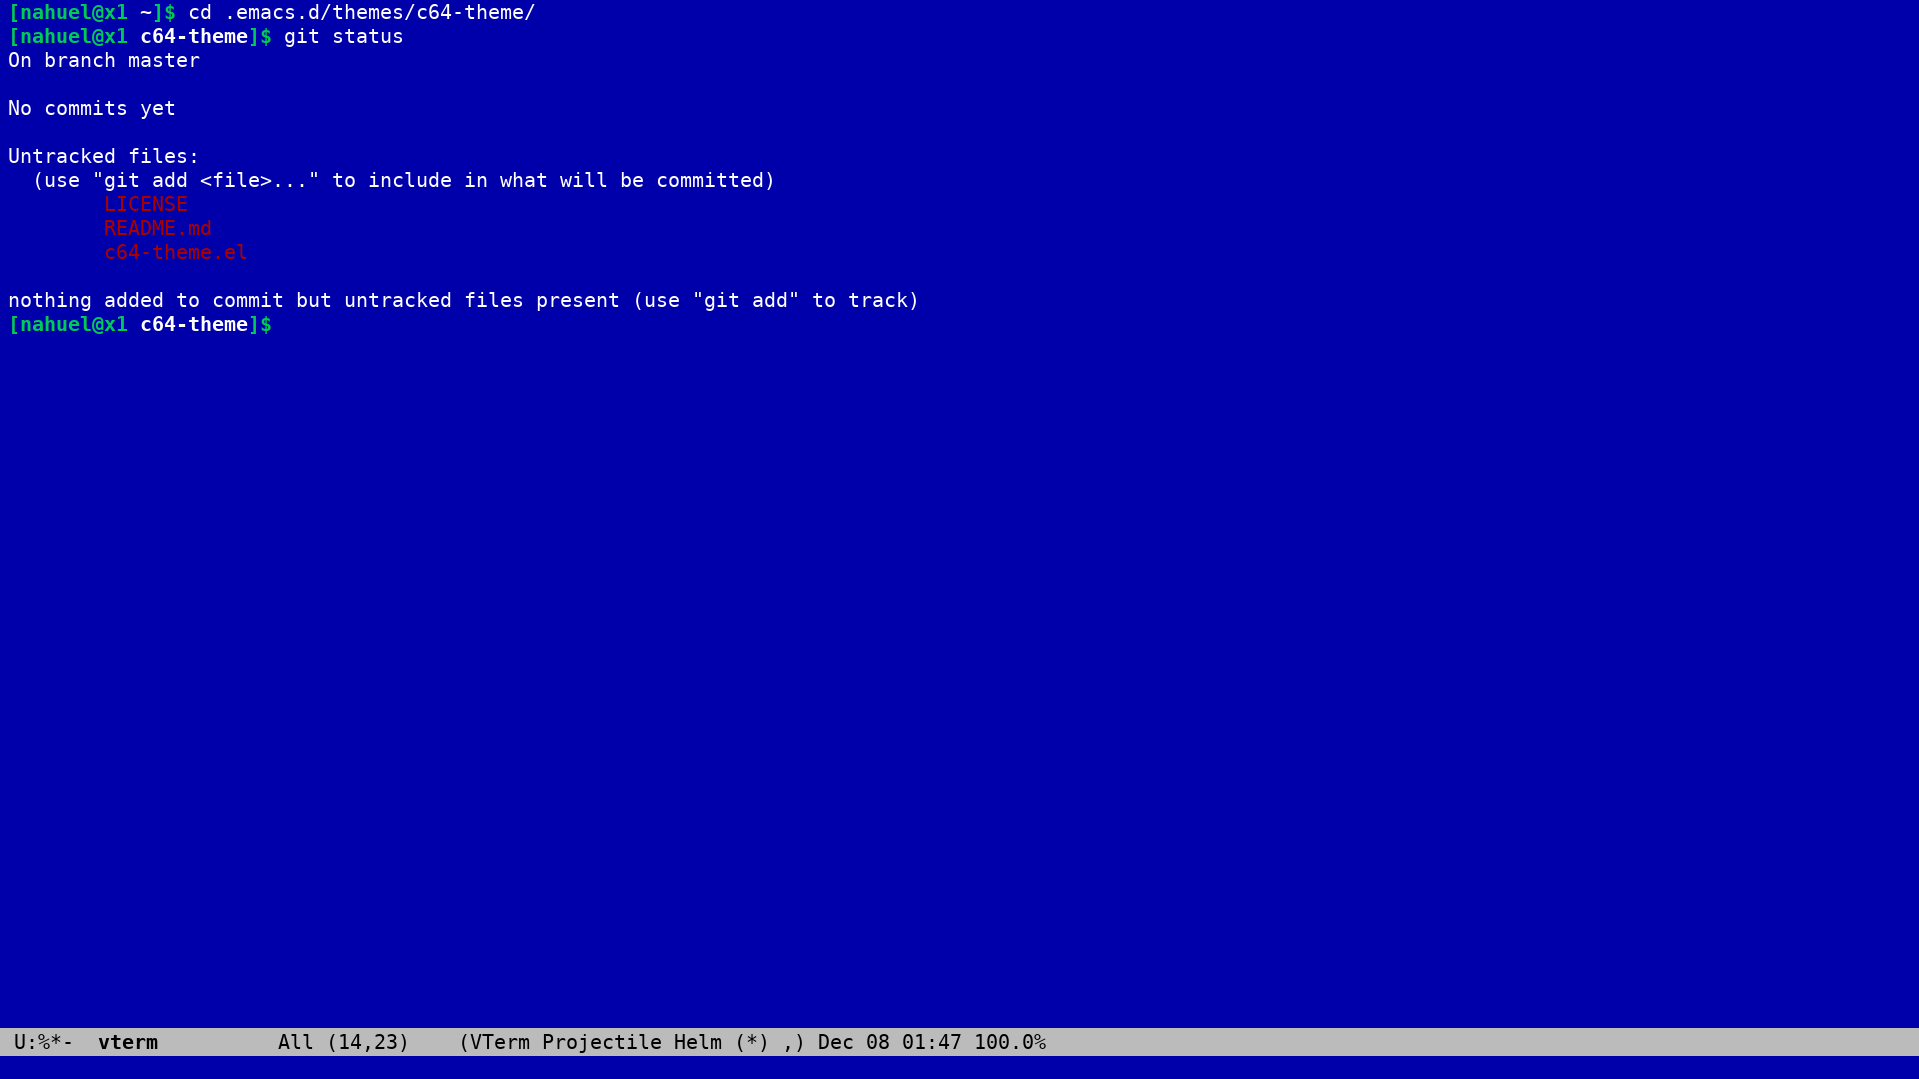 [nahuel@x1 ~]$ cd .emacs.d/themes/c64-theme/
[nahuel@x1 c64-theme]$ git status
On branch master
No commits yet
Untracked files:
  (use "git add <file>..." to include in what will be committed)
        LICENSE
        README.md
        c64-theme.el
nothing added to commit but untracked files present (use "git add" to track)
[nahuel@x1 c64-theme]$
U:%*-  vterm          All (14,23)    (VTerm Projectile Helm (*) ,) Dec 08 01:47 100.0%